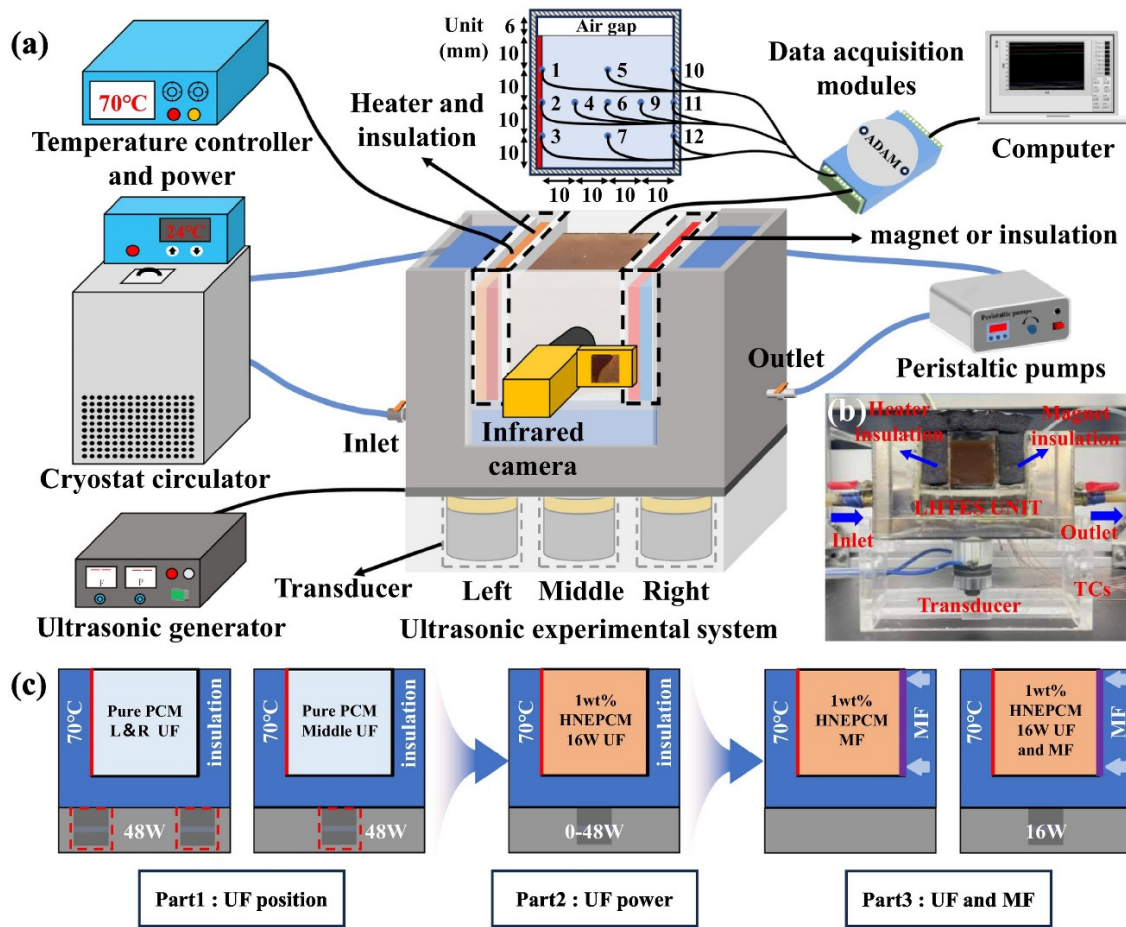 (a)
70℃
Temperature controller
and power
24℃
Cryostat circulator
F
P
Ultrasonic generator
Unit
(mm)
6
10
10
10
10
Air gap
1
5
10
2
4
6
9
11
3
7
12
10
10
10
10
Heater and
insulation
Data acquisition
modules
ADAM
Computer
magnet or insulation
Peristaltic pumps
Peristaltic pumps
Inlet
Outlet
Infrared
camera
Transducer
Left
Middle
Right
Ultrasonic experimental system
(b)
Heater
insulation
Magnet
insulation
LHTES UNIT
Inlet
Outlet
Transducer
TCs
(c)
70℃
Pure PCM
L&R UF
insulation
48W
70℃
Pure PCM
Middle UF
insulation
48W
70℃
1wt%
HNEPCM
16W UF
insulation
0-48W
70℃
1wt%
HNEPCM
MF
MF
70℃
1wt%
HNEPCM
16W UF
and MF
MF
16W
Part1 : UF position
Part2 : UF power
Part3 : UF and MF